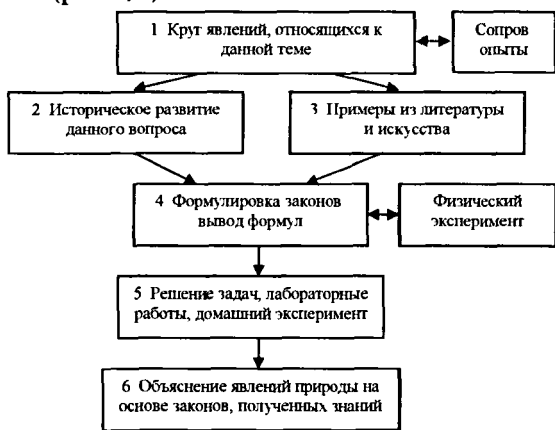 1 Круг явлений, относящихся к
данной теме
Сопров
опыты
2 Историческое развитие
данного вопроса
3 Примеры из литературы
и искусства
4 Формулировка законов
вывод формул
Физический
эксперимент
5 Решение задач, лабораторные
работы, домашний эксперимент
6 Объяснение явлений природы на
основе законов, полученных знаний